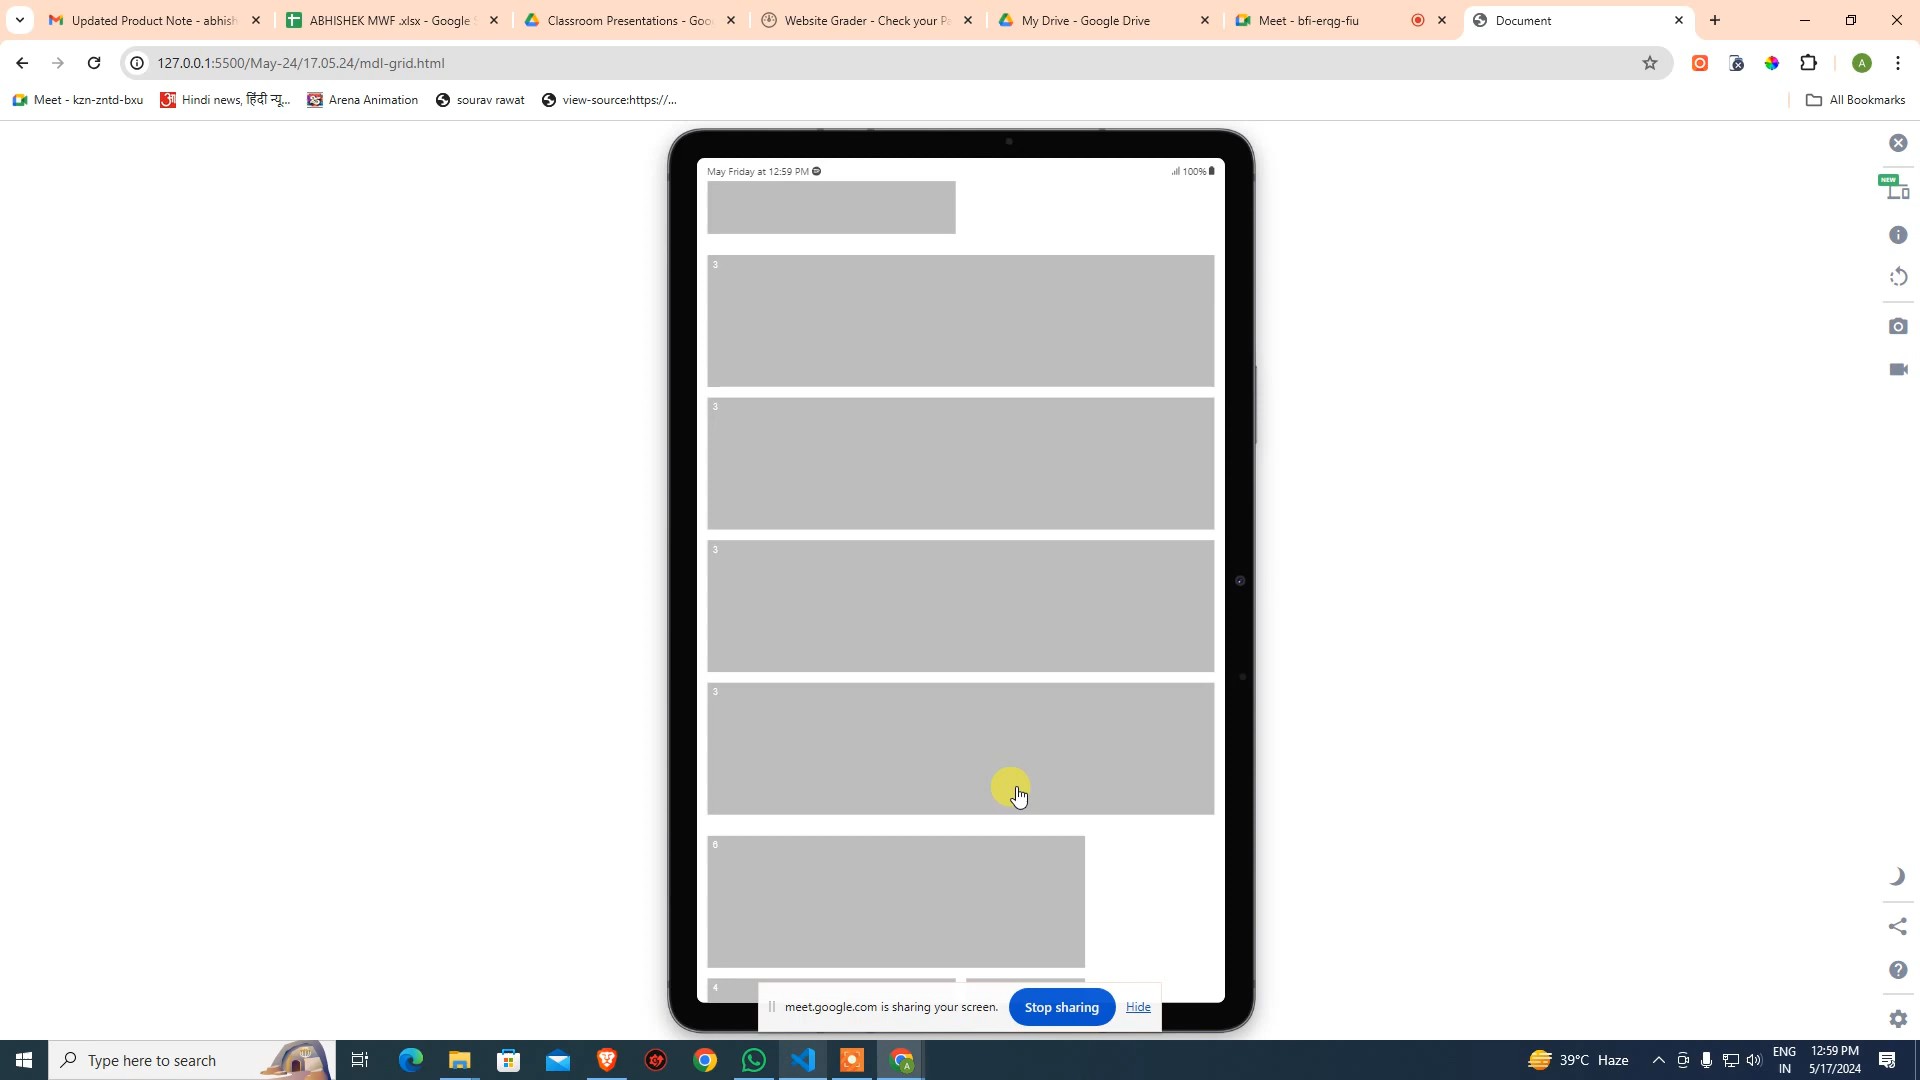 Updated Product Note - abhish
ABHISHEK MWF .xlsx - Google S
Classroom Presentations - Goo
Website Grader - Check your Pa
My Drive - Google Drive
Meet - bfi-erqg-fiu
Document
127.0.0.1:5500/May-24/17.05.24/mdl-grid.html
A
Meet - kzn-zntd-bxu
Hindi news, हिंदी न्यू...
Arena Animation
sourav rawat
view-source:https://...
All Bookmarks
May Friday at 12:59 PM
100%
NEW
3
3
3
3
6
4
meet.google.com is sharing your screen.
Stop sharing
Hide
Type here to search
39°C Haze
ENG
IN
12:59 PM
5/17/2024